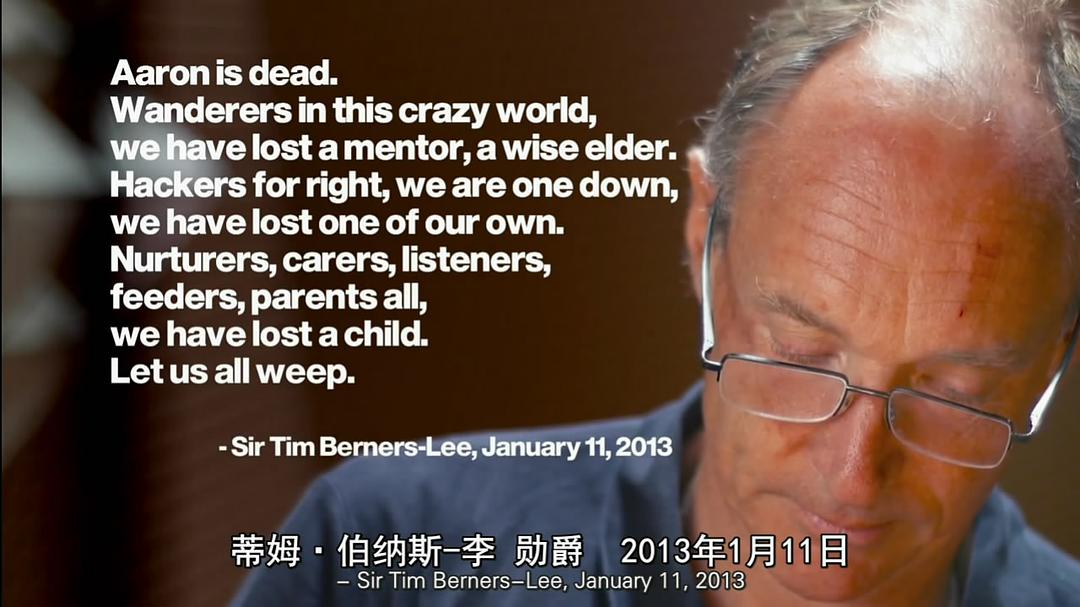 Aaron is dead.
Wanderers in this crazy world,
we have lost a mentor, a wise elder.
Hackers for right, we are one down,
we have lost one of our own.
Nurturers, carers, listeners,
feeders, parents all,
we have lost a child.
Let us all weep.
- Sir Tim Berners-Lee, January 11, 2013
蒂姆·伯纳斯-李 勋爵 2013年1月11日
– Sir Tim Berners–Lee, January 11, 2013